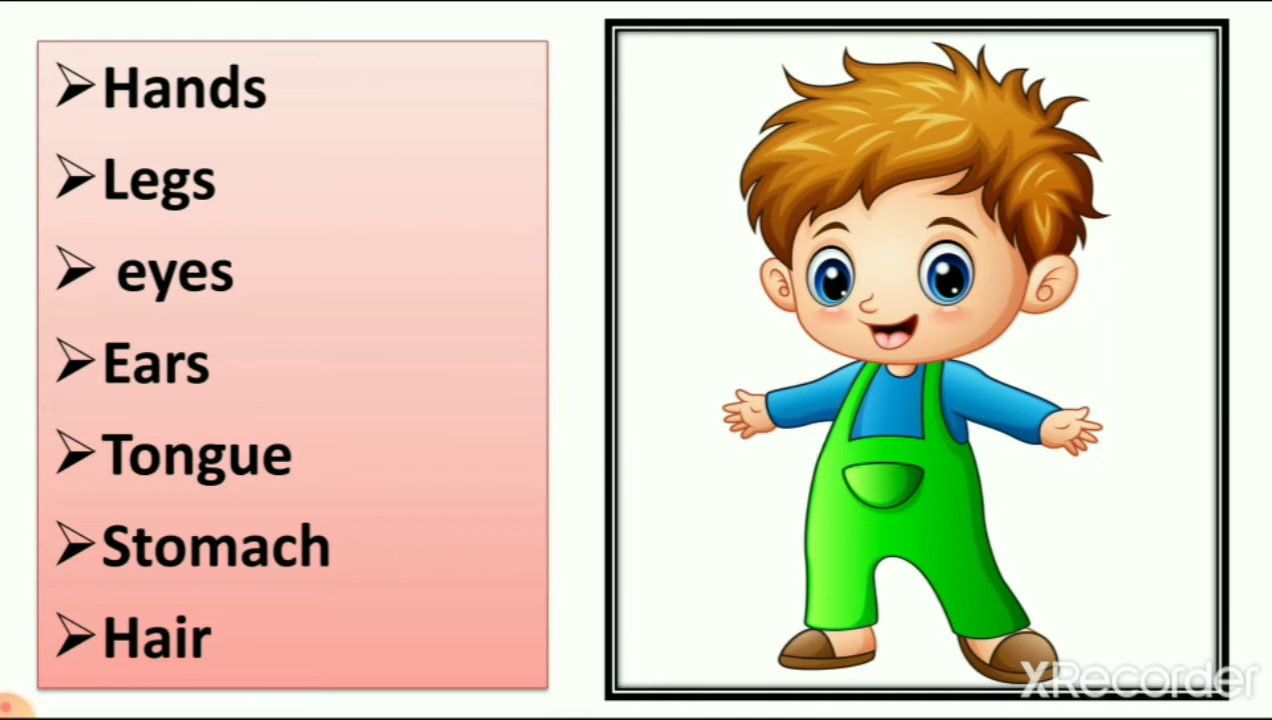 Hands
Legs
eyes
Ears
Tongue
Stomach
Hair
XRecorder